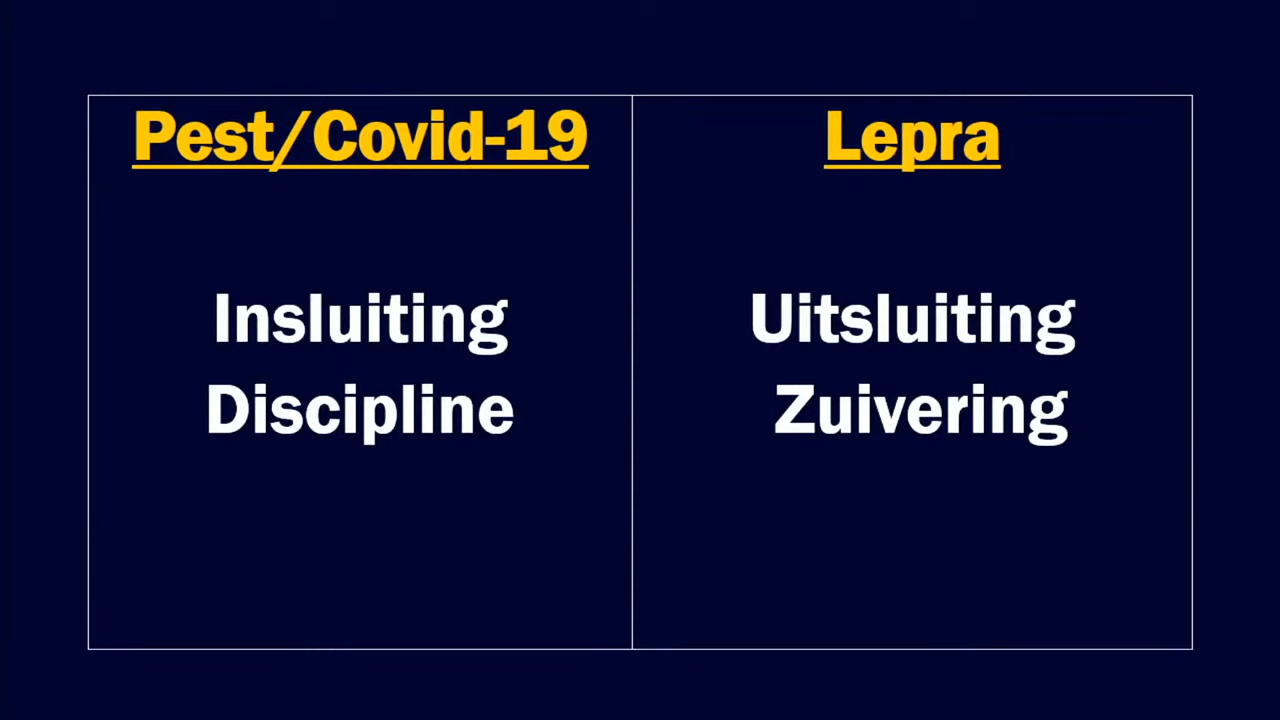 Pest/Covid-19
Insluiting
Discipline
Lepra
Uitsluiting
Zuivering